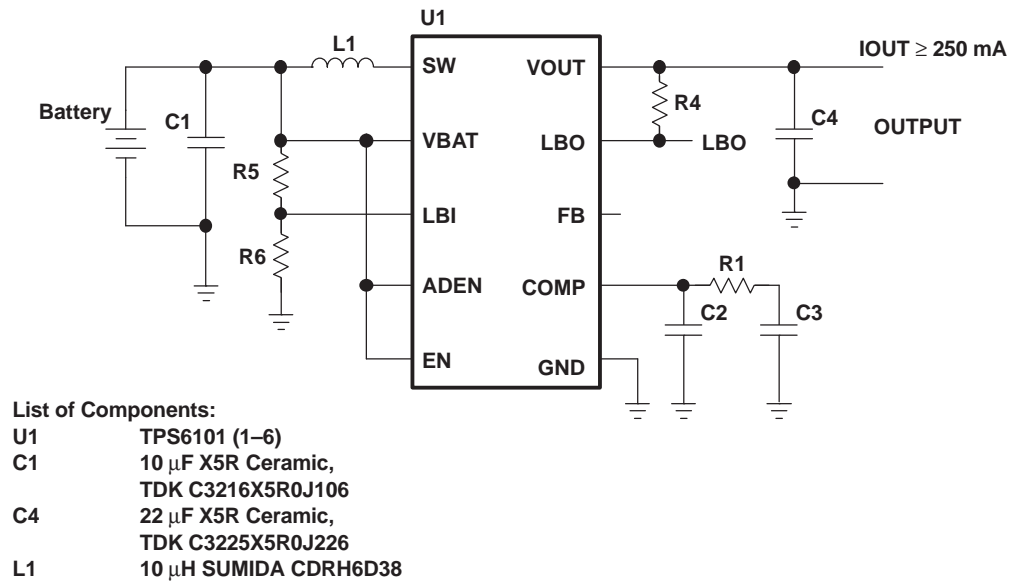 U1
L1
IOUT ≥ 250 mA
SW
VOUT
R4
Battery
C1
C4
OUTPUT
VBAT
LBO
LBO
R5
LBI
FB
R6
R1
ADEN
COMP
C2
C3
EN
GND
List of Components:
U1 TPS6101 (1–6)
C1 10 μF X5R Ceramic,
TDK C3216X5R0J106
C4 22 μF X5R Ceramic,
TDK C3225X5R0J226
L1 10 μH SUMIDA CDRH6D38